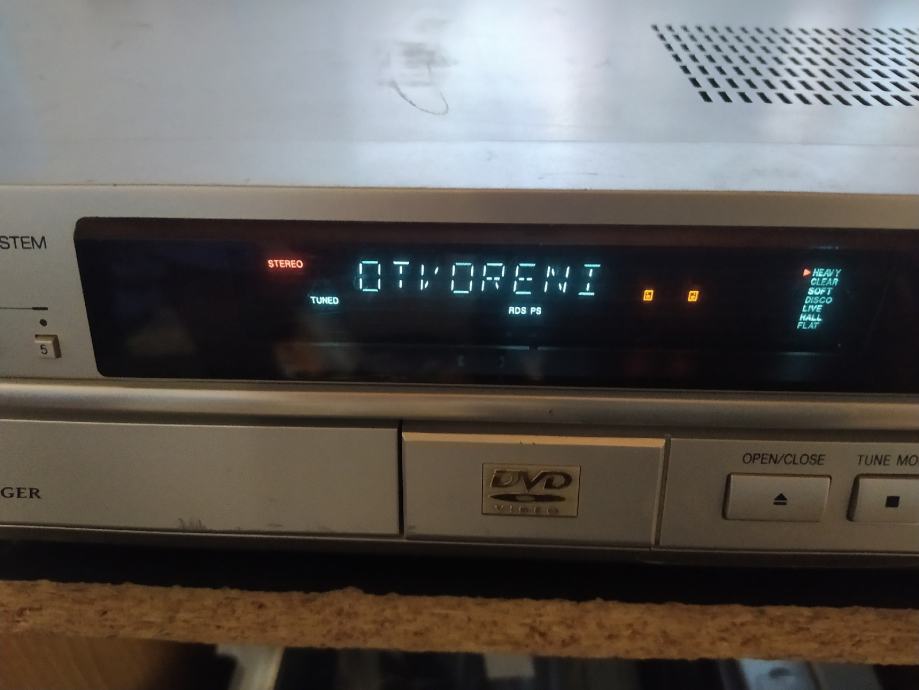 STEM
STEREO
OTVORENI
TUNED
RDS PS
HEAVY
CLEAR
SOFT
DISCO
LIVE
HALL
FLAT
5
OPEN/CLOSE
TUNE MO
GER
DVD
VIDEO